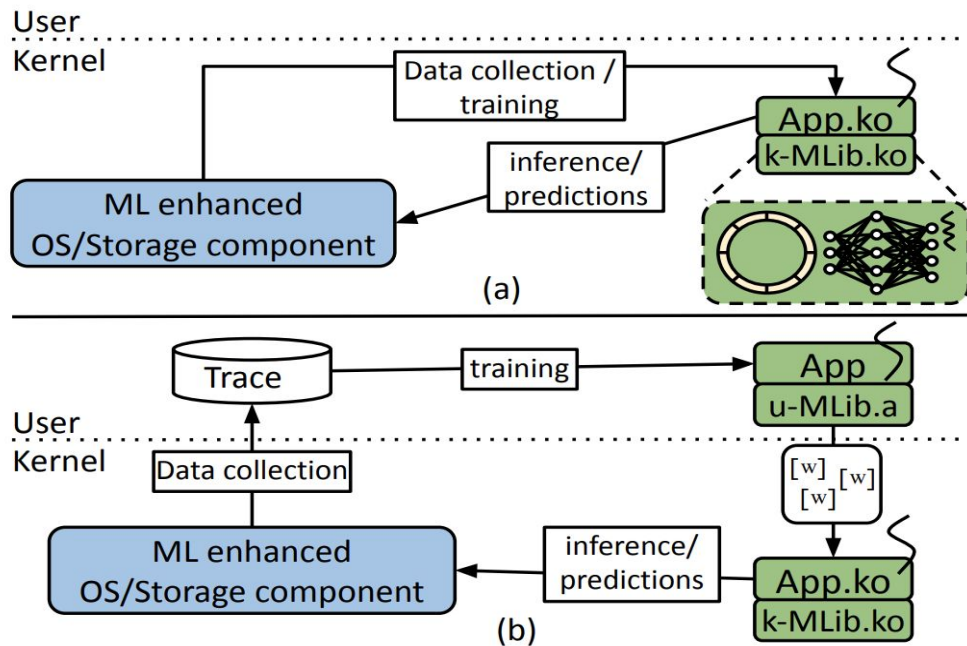 User
Kernel
Data collection /
training
App.ko
k-MLib.ko
inference/
predictions
ML enhanced
OS/Storage component
(a)
Trace
training
App
u-MLib.a
User
Kernel
Data collection
[w]
[w]
[w]
ML enhanced
OS/Storage component
inference/
predictions
App.ko
k-MLib.ko
(b)